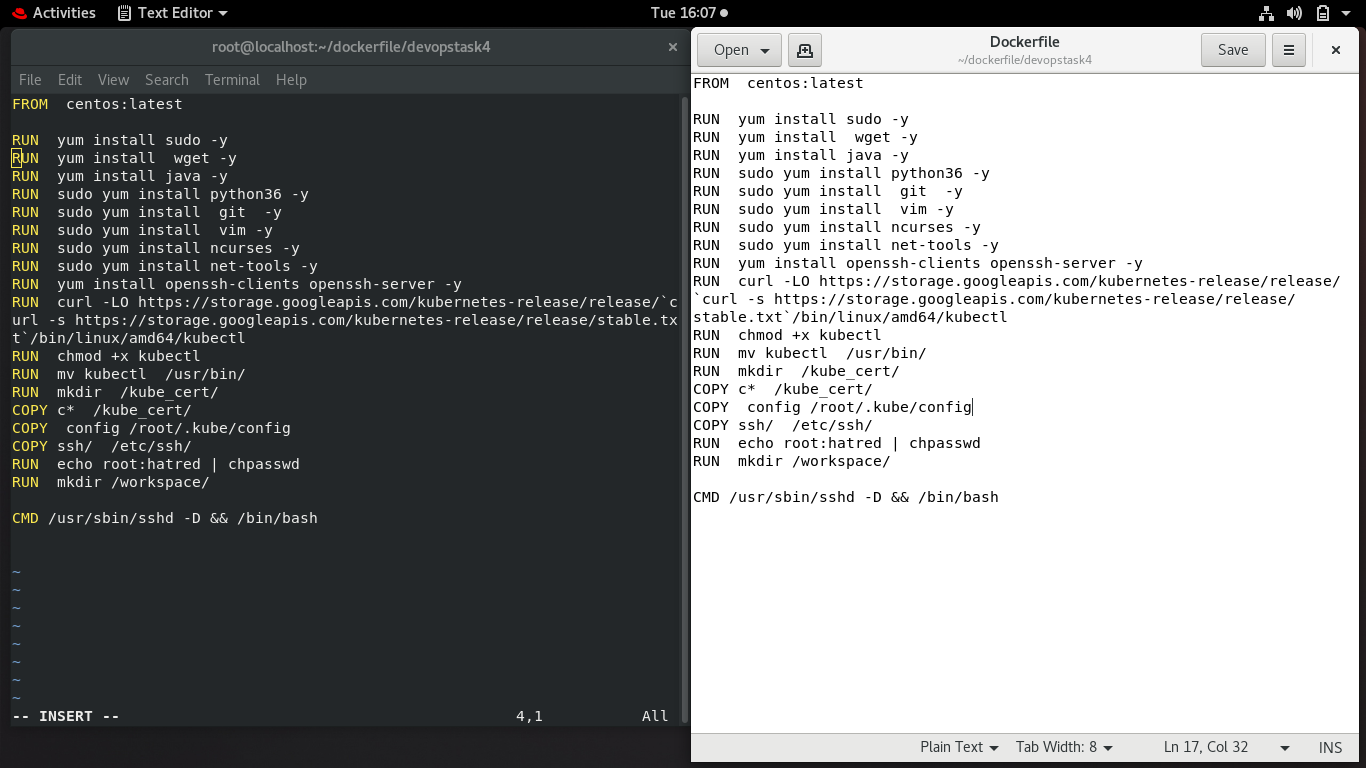 Activities Text Editor Tue 16:07
root@localhost:~/dockerfile/devopstask4
File Edit View Search Terminal Help
FROM  centos:latest
RUN  yum install sudo -y
RUN  yum install  wget -y
RUN  yum install java -y
RUN  sudo yum install python36 -y
RUN  sudo yum install  git  -y
RUN  sudo yum install  vim -y
RUN  sudo yum install ncurses -y
RUN  sudo yum install net-tools -y
RUN  yum install openssh-clients openssh-server -y
RUN  curl -LO https://storage.googleapis.com/kubernetes-release/release/`c
url -s https://storage.googleapis.com/kubernetes-release/release/stable.tx
t`/bin/linux/amd64/kubectl
RUN  chmod +x kubectl
RUN  mv kubectl  /usr/bin/
RUN  mkdir  /kube_cert/
COPY c*  /kube_cert/
COPY  config /root/.kube/config
COPY ssh/  /etc/ssh/
RUN  echo root:hatred | chpasswd
RUN  mkdir /workspace/
CMD /usr/sbin/sshd -D && /bin/bash
~
~
~
~
~
~
~
~
-- INSERT -- 4,1 All
Open Dockerfile Save
~/dockerfile/devopstask4
FROM  centos:latest
RUN  yum install sudo -y
RUN  yum install  wget -y
RUN  yum install java -y
RUN  sudo yum install python36 -y
RUN  sudo yum install  git  -y
RUN  sudo yum install  vim -y
RUN  sudo yum install ncurses -y
RUN  sudo yum install net-tools -y
RUN  yum install openssh-clients openssh-server -y
RUN  curl -LO https://storage.googleapis.com/kubernetes-release/release/
`curl -s https://storage.googleapis.com/kubernetes-release/release/
stable.txt`/bin/linux/amd64/kubectl
RUN  chmod +x kubectl
RUN  mv kubectl  /usr/bin/
RUN  mkdir  /kube_cert/
COPY c*  /kube_cert/
COPY  config /root/.kube/config
COPY ssh/  /etc/ssh/
RUN  echo root:hatred | chpasswd
RUN  mkdir /workspace/
CMD /usr/sbin/sshd -D && /bin/bash
Plain Text Tab Width: 8 Ln 17, Col 32 INS